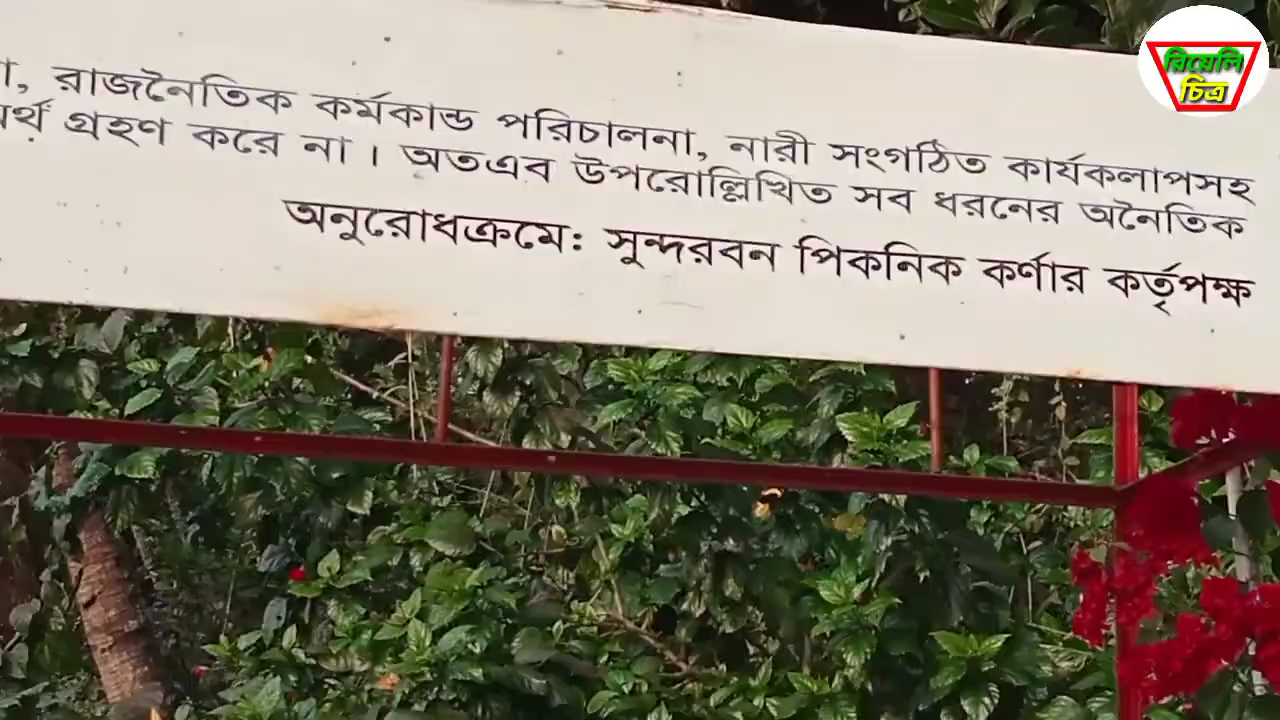 রাজনৈতিক কর্মকান্ড পরিচালনা, নারী সংগঠিত কার্যকলাপসহ
গ্রহণ করে না। অতএব উপরোল্লিখিত সব ধরনের অনৈতিক
অনুরোধক্রমে: সুন্দরবন পিকনিক কর্ণার কর্তৃপক্ষ
রিয়েলি
চিত্র